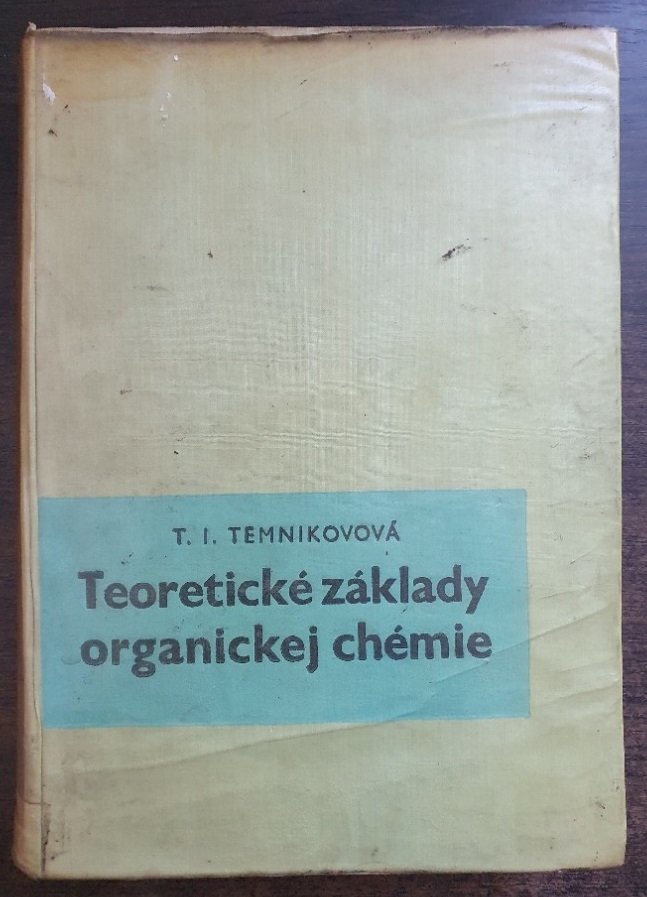 T. I. TEMNIKOVOVÁ
Teoretické základy
organickej chémie